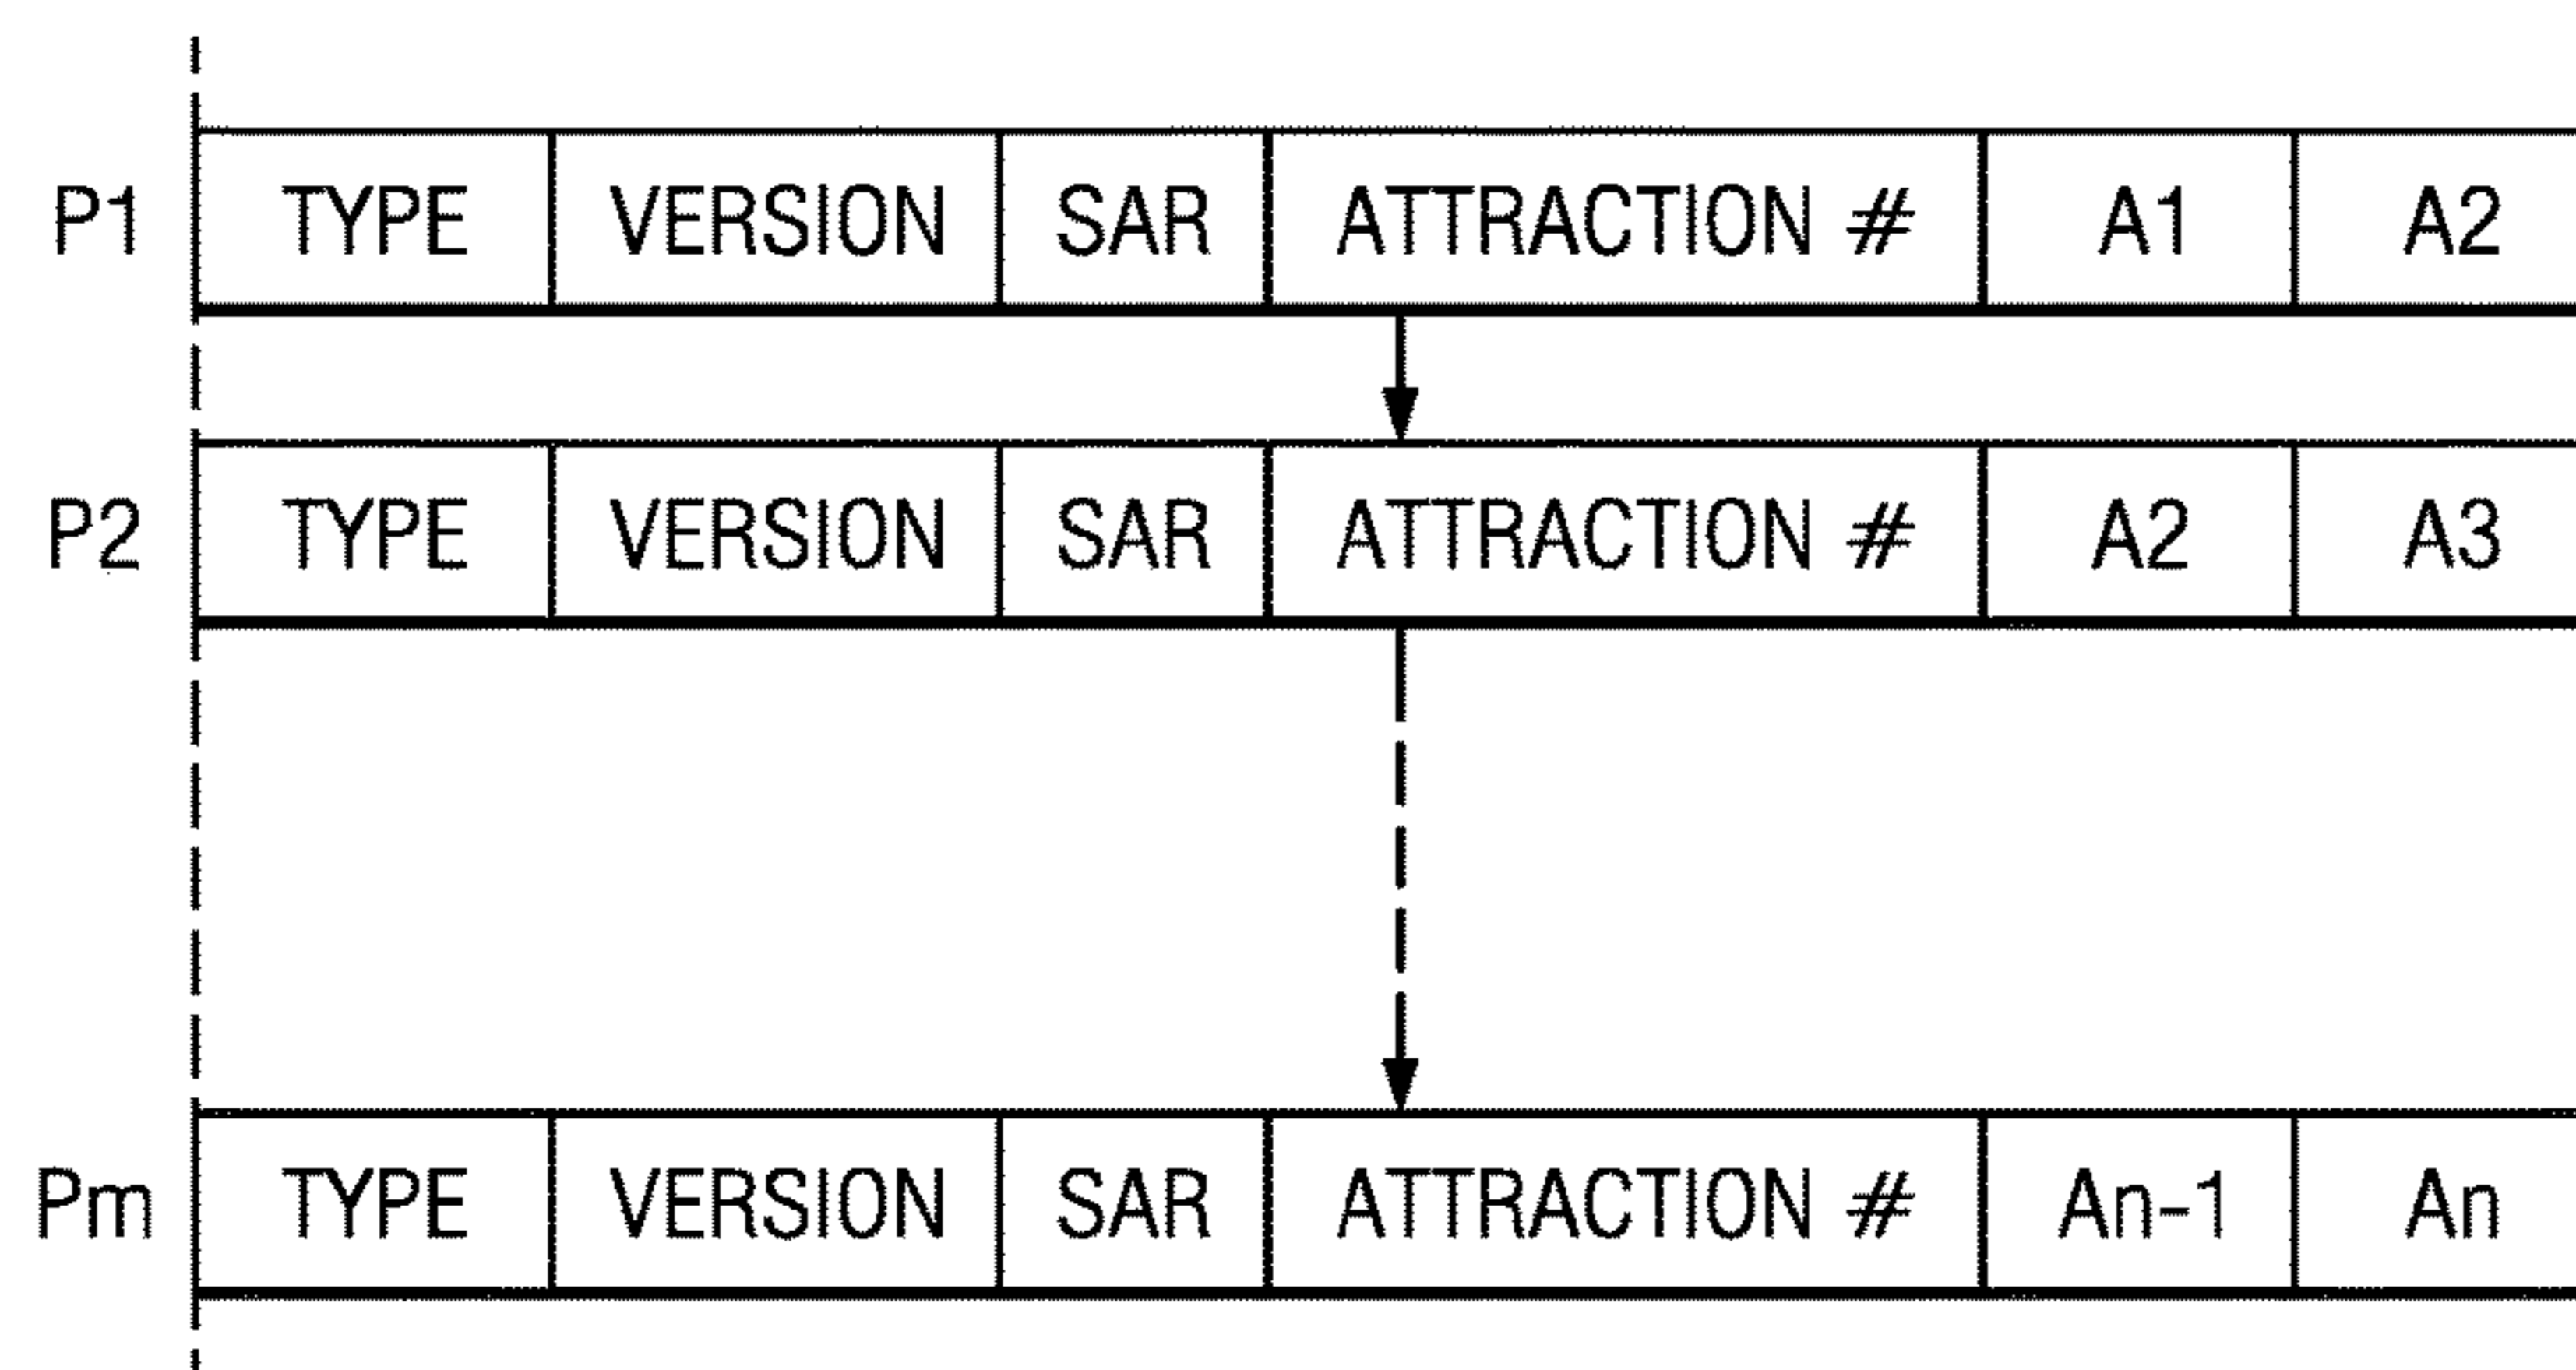 P1 TYPE VERSION SAR ATTRACTION # A1 A2
P2 TYPE VERSION SAR ATTRACTION # A2 A3
Pm TYPE VERSION SAR ATTRACTION # An-1 An